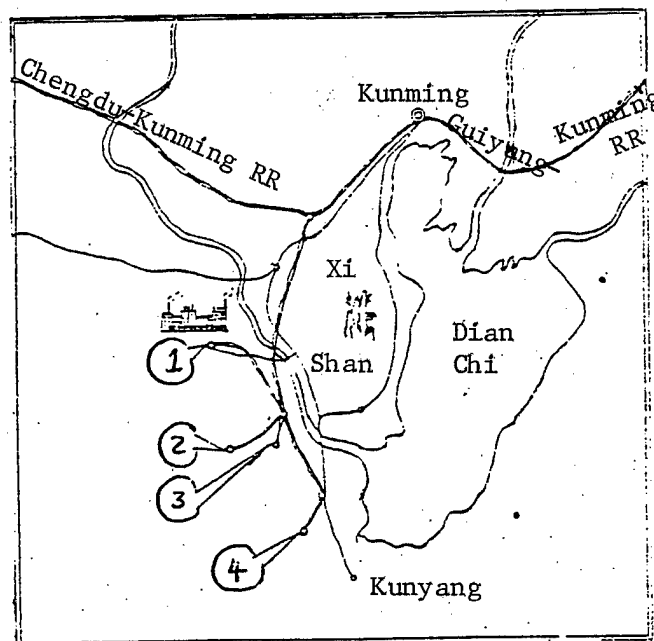 Kunming
Chengdu-Kunming RR
Guiyang
Kunming
RR
Xi
Shan
Dian
Chi
1
2
3
4
Kunyang